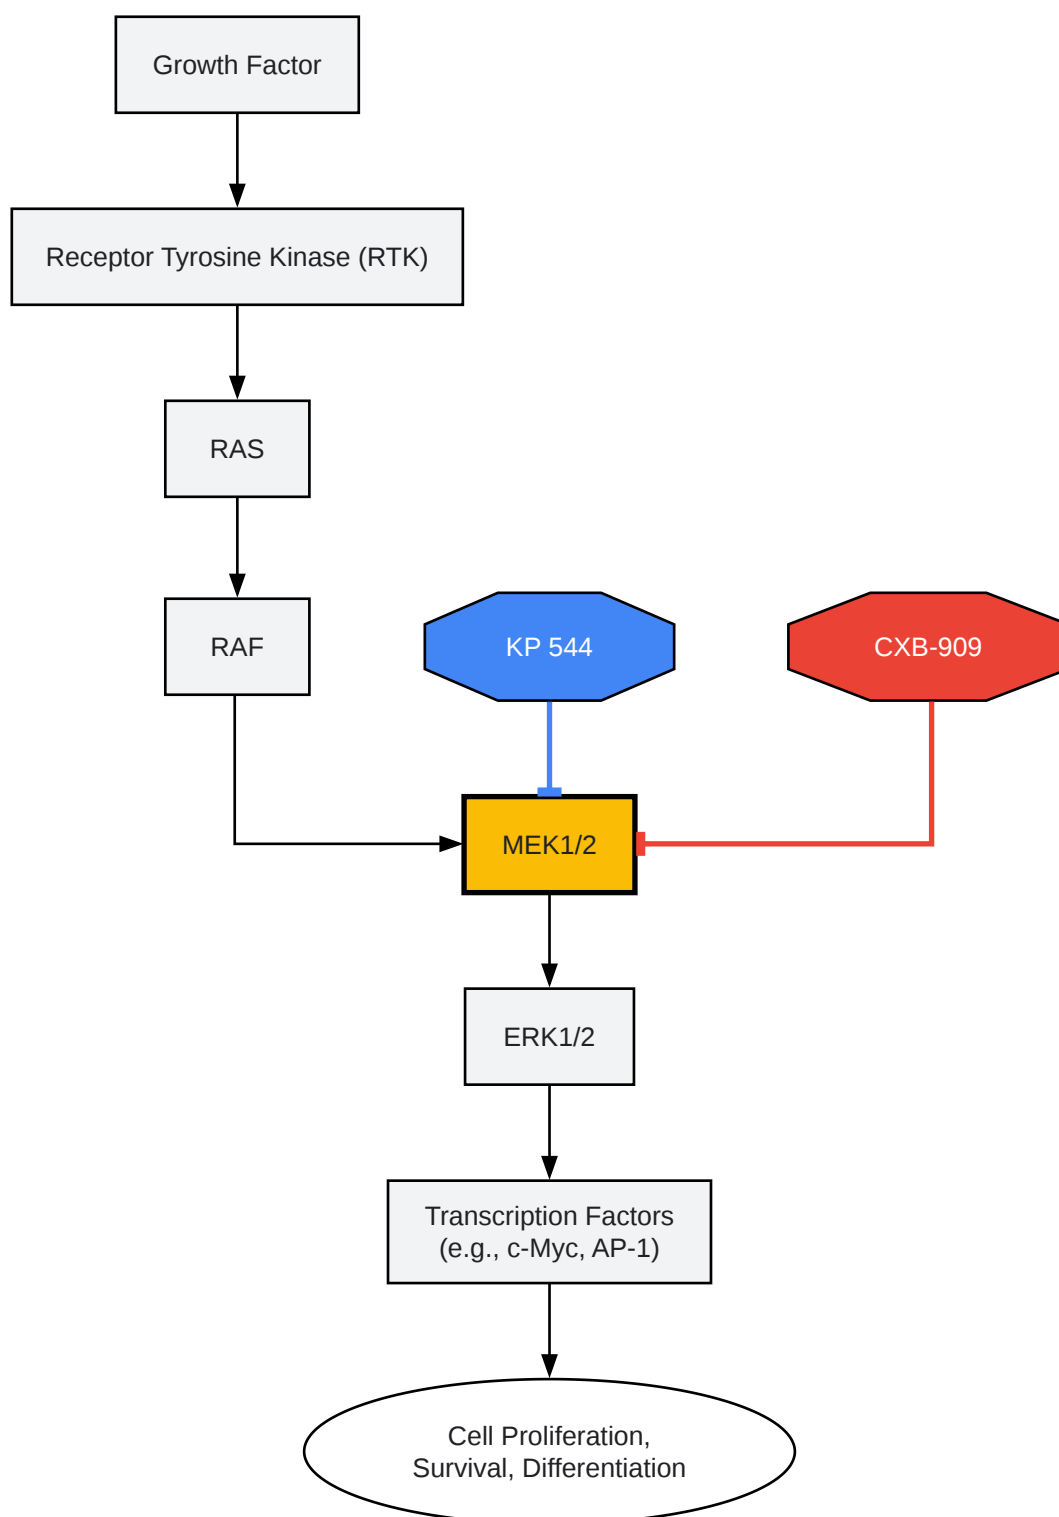 Growth Factor
Receptor Tyrosine Kinase (RTK)
RAS
RAF
KP 544
CXB-909
MEK1/2
ERK1/2
Transcription Factors
(e.g., c-Myc, AP-1)
Cell Proliferation,
Survival, Differentiation